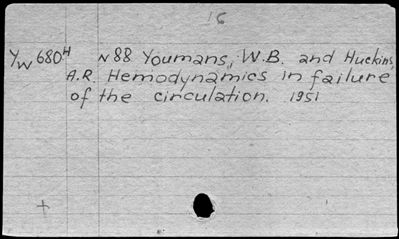 16
Yw 680H N88 Youmans, W.B. and Huckins,
A.R. Hemodynamics in failure
of the circulation. 1951
+